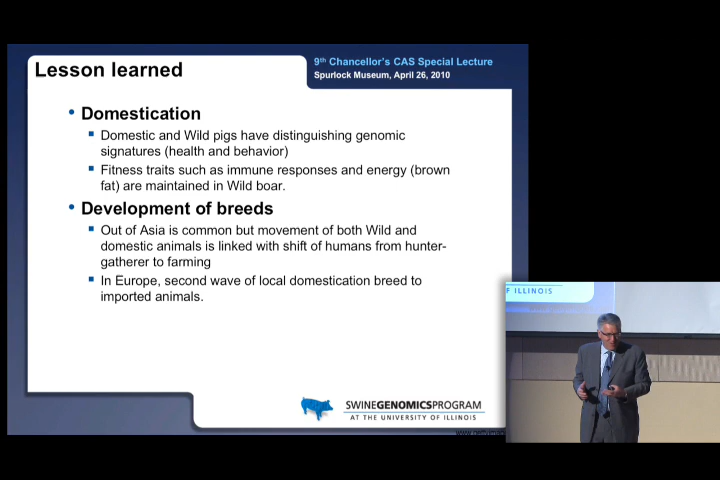 Lesson learned
9th Chancellor's CAS Special Lecture
Spurlock Museum, April 26, 2010
• Domestication
Domestic and Wild pigs have distinguishing genomic
signatures (health and behavior)
Fitness traits such as immune responses and energy (brown
fat) are maintained in Wild boar.
• Development of breeds
Out of Asia is common but movement of both Wild and
domestic animals is linked with shift of humans from hunter-
gatherer to farming
In Europe, second wave of local domestication breed to
imported animals.
SWINEGENOMICSPROGRAM
AT THE UNIVERSITY OF ILLINOIS
OF ILLINOIS